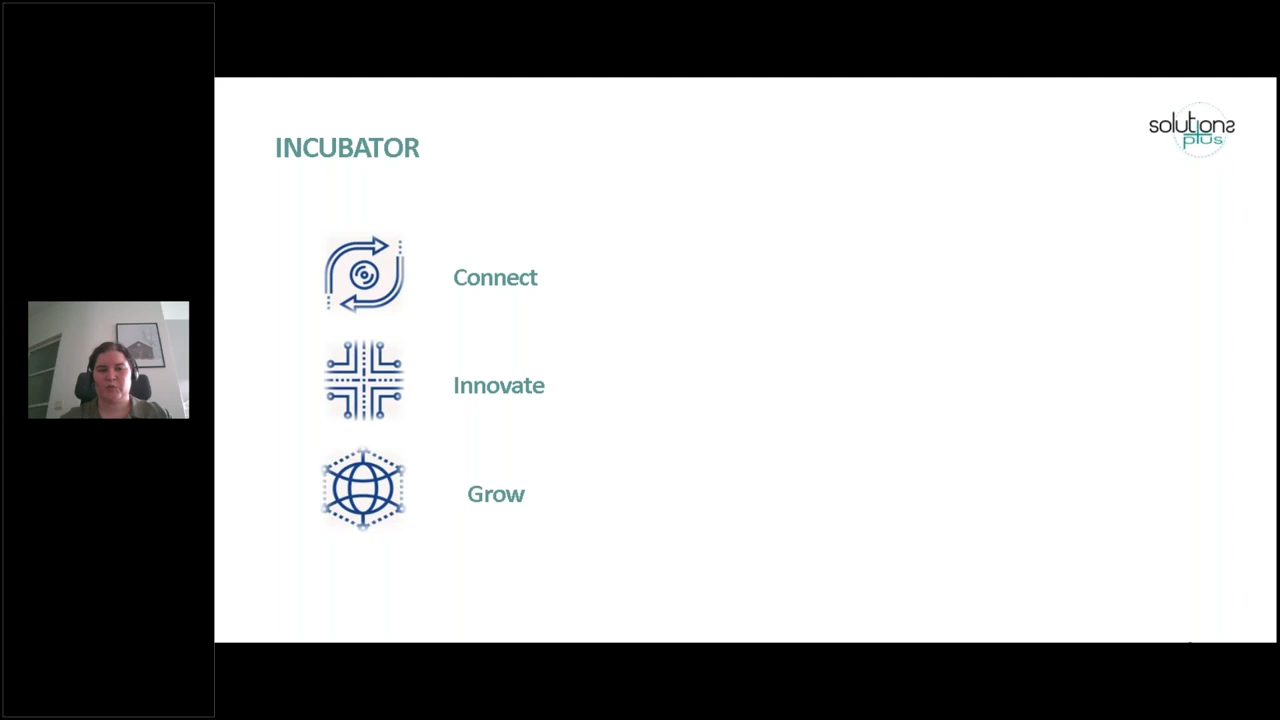 INCUBATOR
solutions
plus
Connect
Innovate
Grow